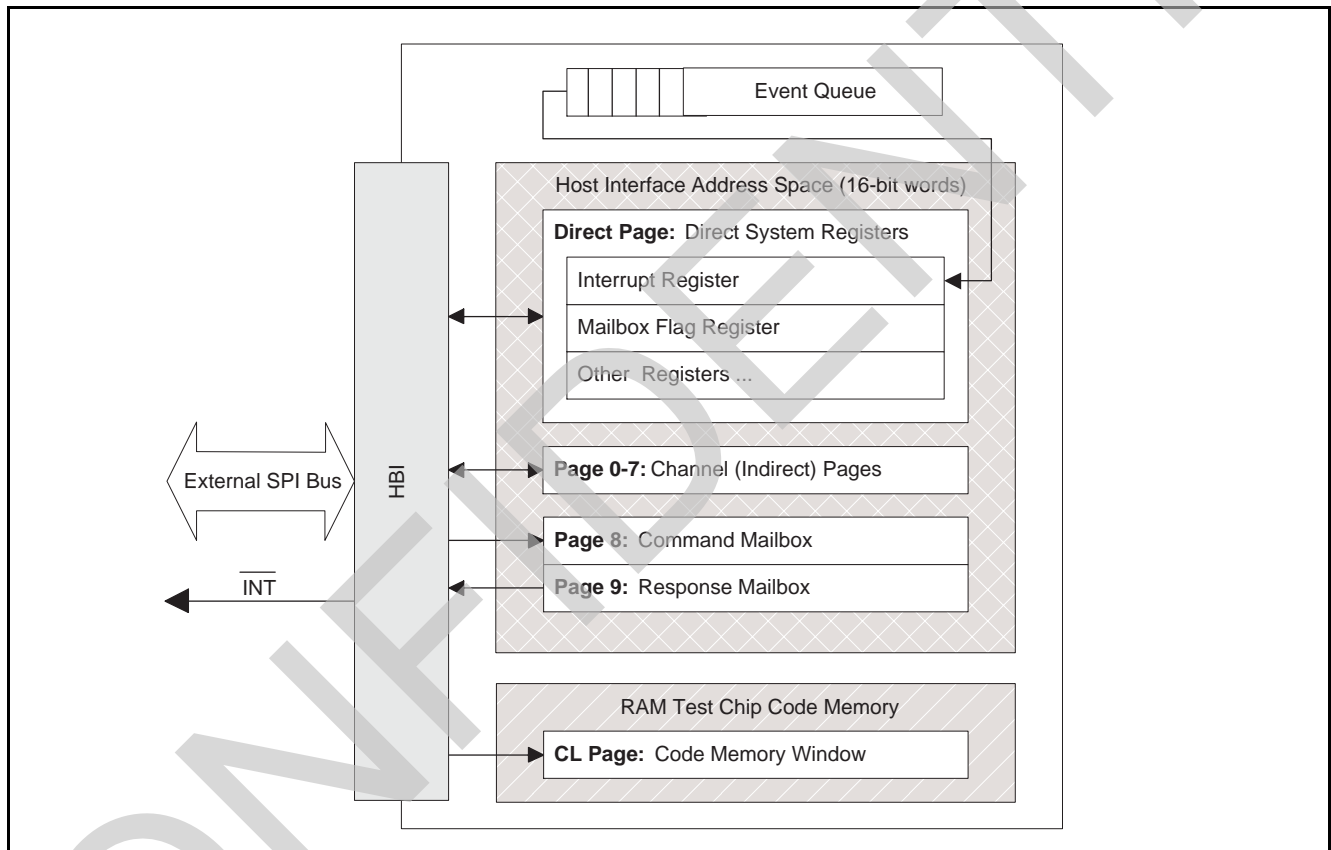 Event Queue
Host Interface Address Space (16-bit words)
Direct Page: Direct System Registers
Interrupt Register
Mailbox Flag Register
Other Registers ...
External SPI Bus
HBI
Page 0-7: Channel (Indirect) Pages
Page 8: Command Mailbox
INT
Page 9: Response Mailbox
RAM Test Chip Code Memory
CL Page: Code Memory Window
ONFIDENT